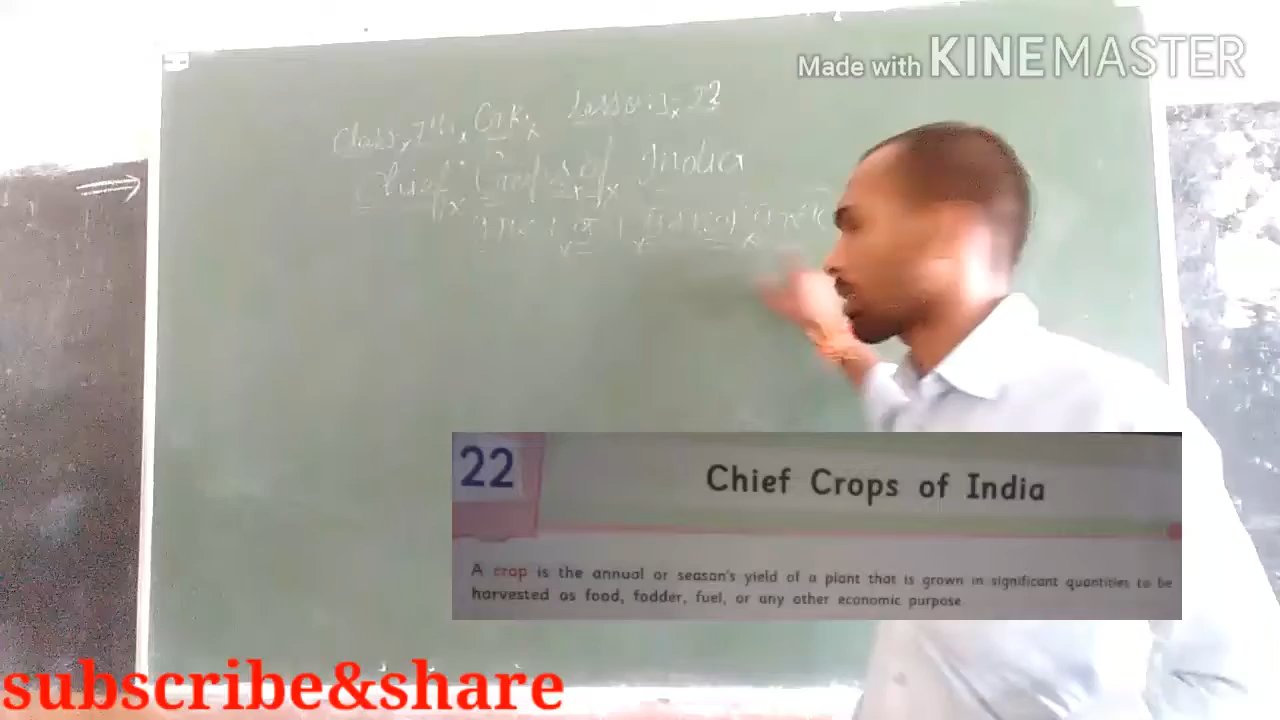 Made with KINEMASTER
Class, 7th, G.K. Lesson: 22
Chief Crops of India
भारत की मुख्य फसलें
22
Chief Crops of India
A crop is the annual or season's yield of a plant that is grown in significant quantities to be
harvested as food, fodder, fuel, or any other economic purpose
subscribe&share